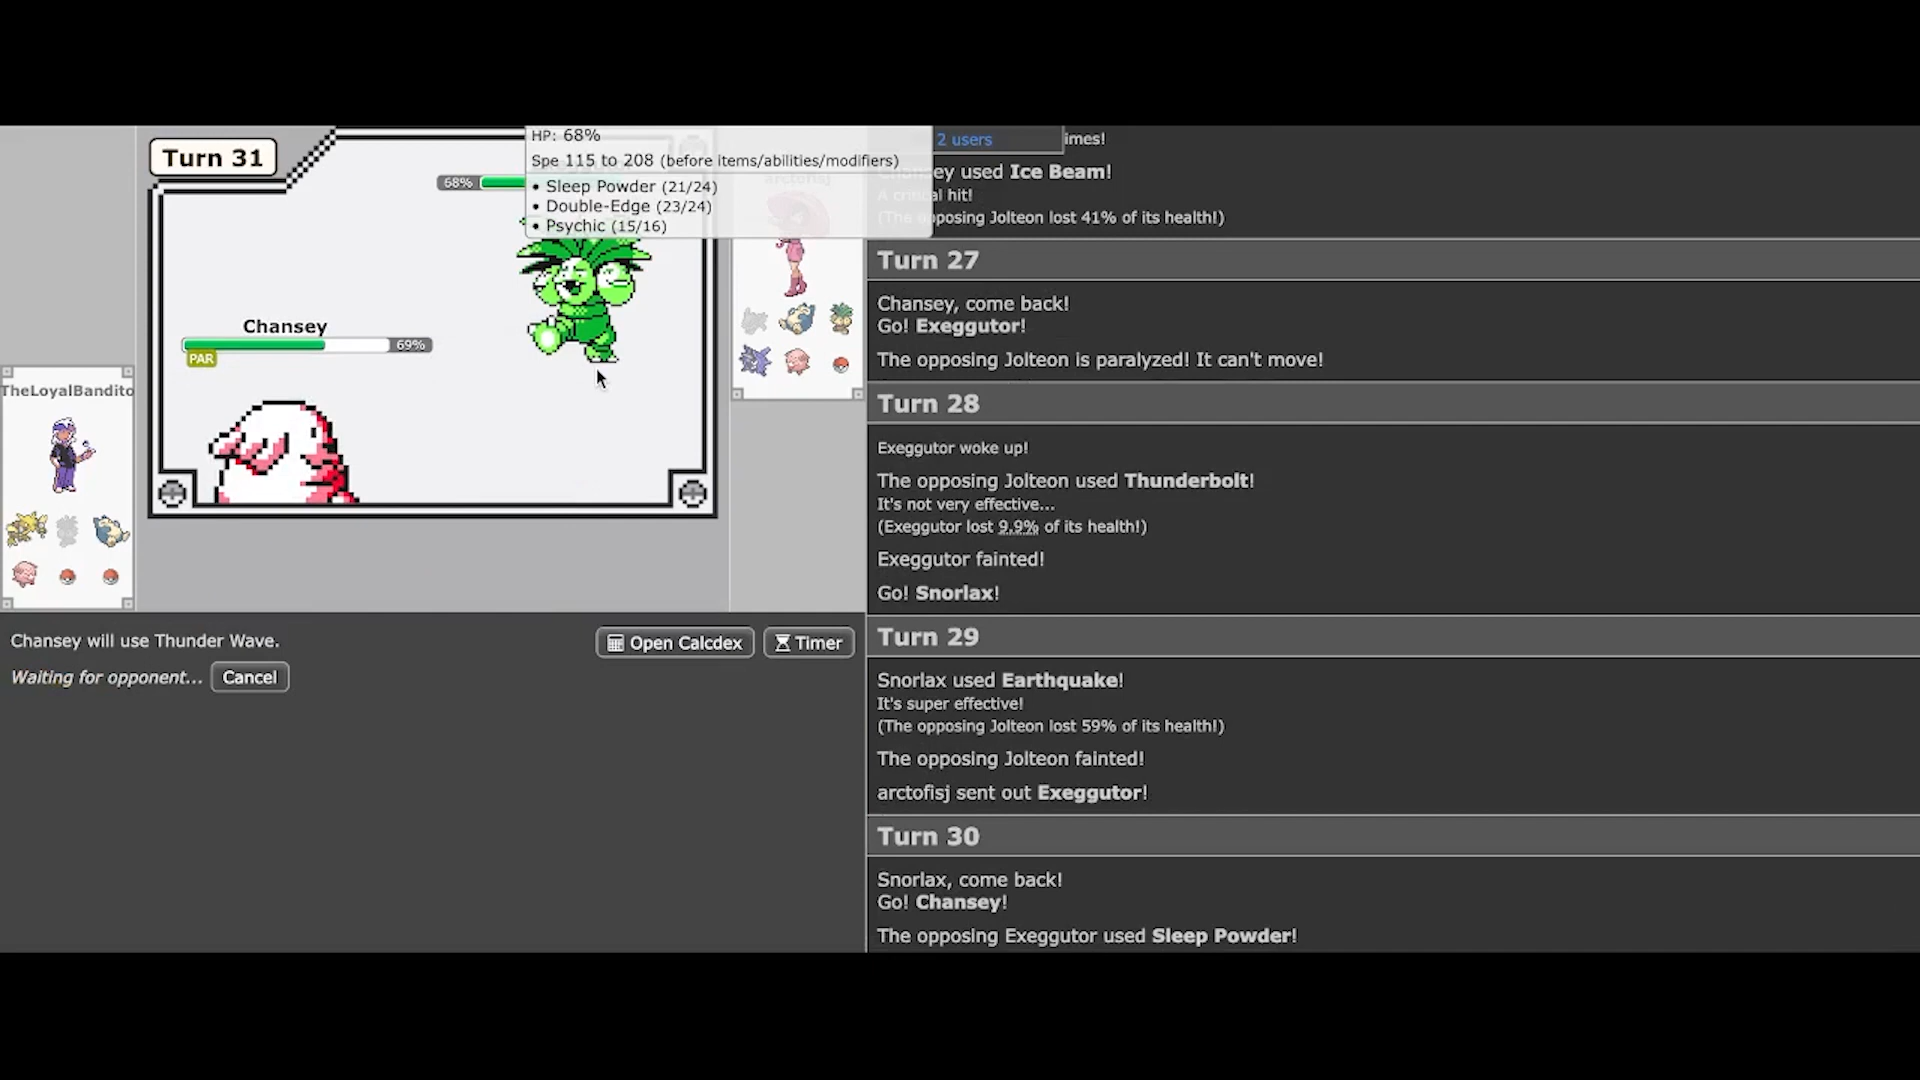 Turn 31
HP: 68%
Spe 115 to 208 (before items/abilities/modifiers)
• Sleep Powder (21/24)
• Double-Edge (23/24)
• Psychic (15/16)
68%
arctofisj
Chansey
69%
PAR
TheLoyalBandito
Chansey will use Thunder Wave.
Waiting for opponent... Cancel
Open Calcdex
Timer
2 users
imes!
Chansey used Ice Beam!
A critical hit!
(The opposing Jolteon lost 41% of its health!)
Turn 27
Chansey, come back!
Go! Exeggutor!
The opposing Jolteon is paralyzed! It can't move!
Turn 28
Exeggutor woke up!
The opposing Jolteon used Thunderbolt!
It's not very effective...
(Exeggutor lost 9.9% of its health!)
Exeggutor fainted!
Go! Snorlax!
Turn 29
Snorlax used Earthquake!
It's super effective!
(The opposing Jolteon lost 59% of its health!)
The opposing Jolteon fainted!
arctofisj sent out Exeggutor!
Turn 30
Snorlax, come back!
Go! Chansey!
The opposing Exeggutor used Sleep Powder!